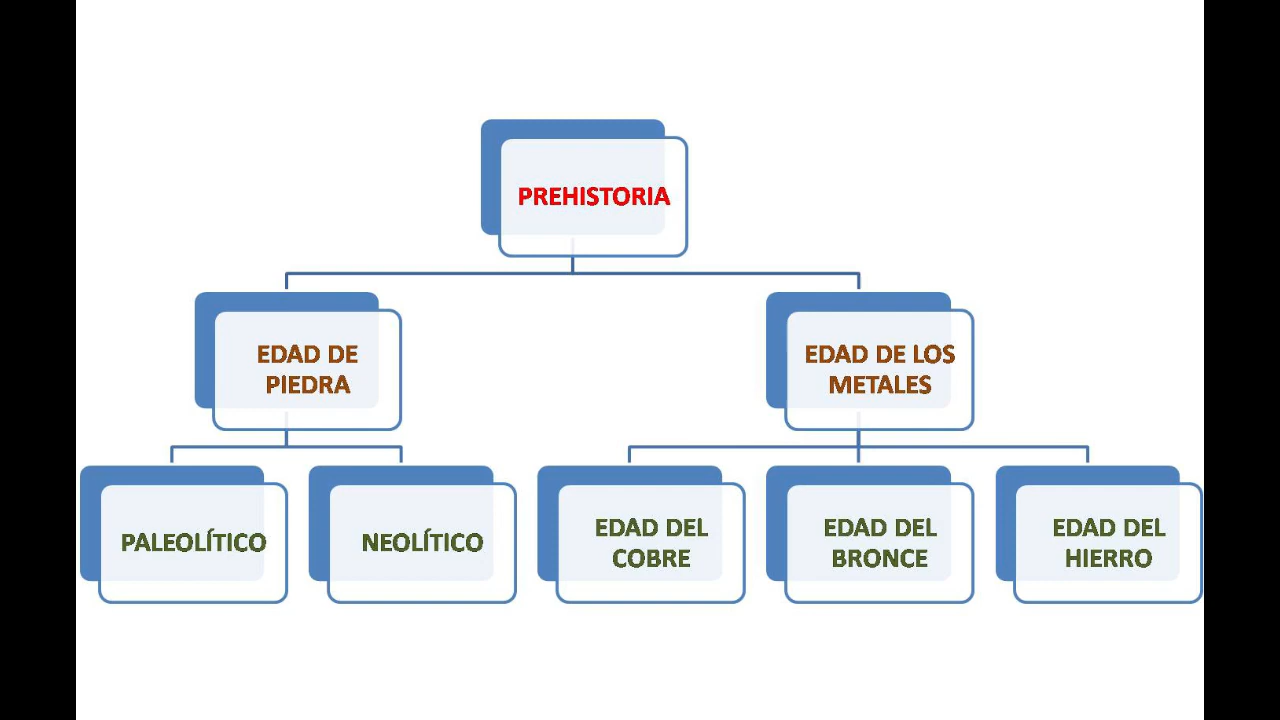 PREHISTORIA
EDAD DE
PIEDRA
EDAD DE LOS
METALES
PALEOLÍTICO
NEOLÍTICO
EDAD DEL
COBRE
EDAD DEL
BRONCE
EDAD DEL
HIERRO